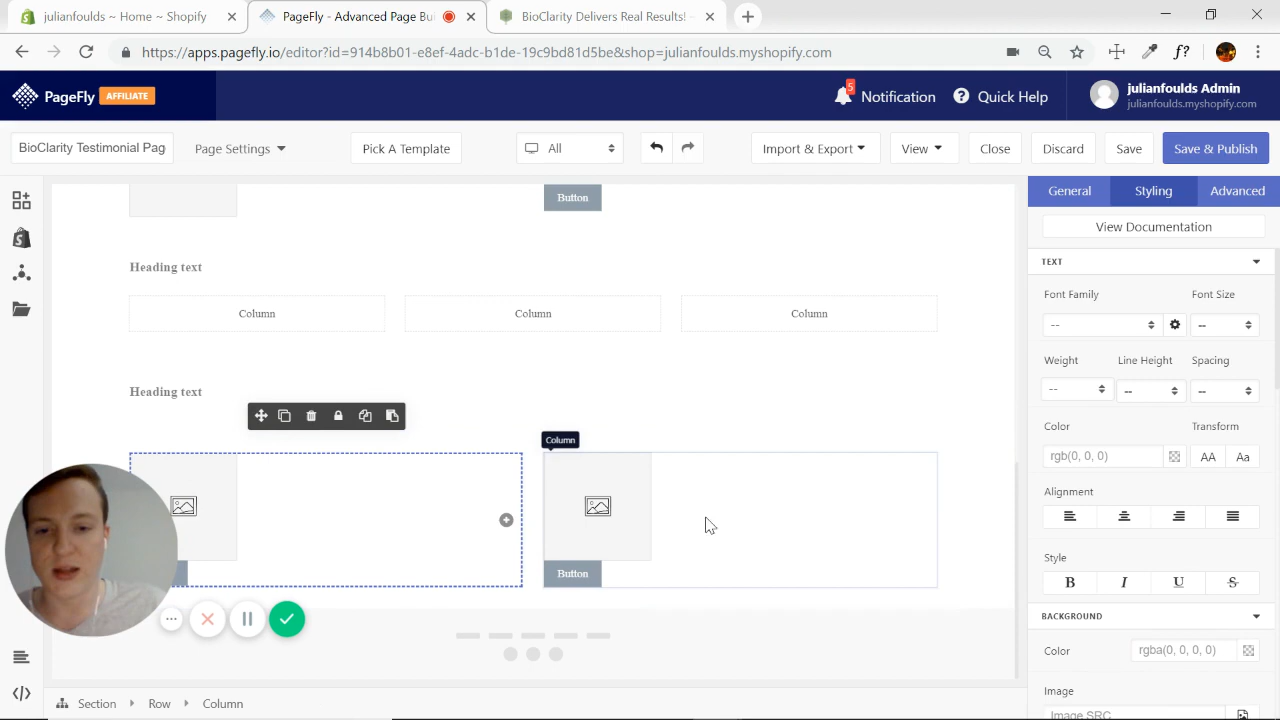 julianfoulds ~ Home ~ Shopify
PageFly - Advanced Page Bu
BioClarity Delivers Real Results! –
https://apps.pagefly.io/editor?id=914b8b01-e8ef-4adc-b1de-19c9bd81d5be&shop=julianfoulds.myshopify.com
f?
PageFly AFFILIATE
5
Notification
Quick Help
julianfoulds Admin
julianfoulds.myshopify.com
BioClarity Testimonial Pag
Page Settings
Pick A Template
All
Import & Export
View
Close
Discard
Save
Save & Publish
General
Styling
Advanced
View Documentation
TEXT
Font Family
Font Size
--
--
Weight
Line Height
Spacing
--
--
--
Color
Transform
rgb(0, 0, 0)
AA
Aa
Alignment
Style
B
I
U
S
BACKGROUND
Color
rgba(0, 0, 0, 0)
Image
Image SRC
Button
Heading text
Column
Column
Column
Heading text
Column
Button
Section
Row
Column